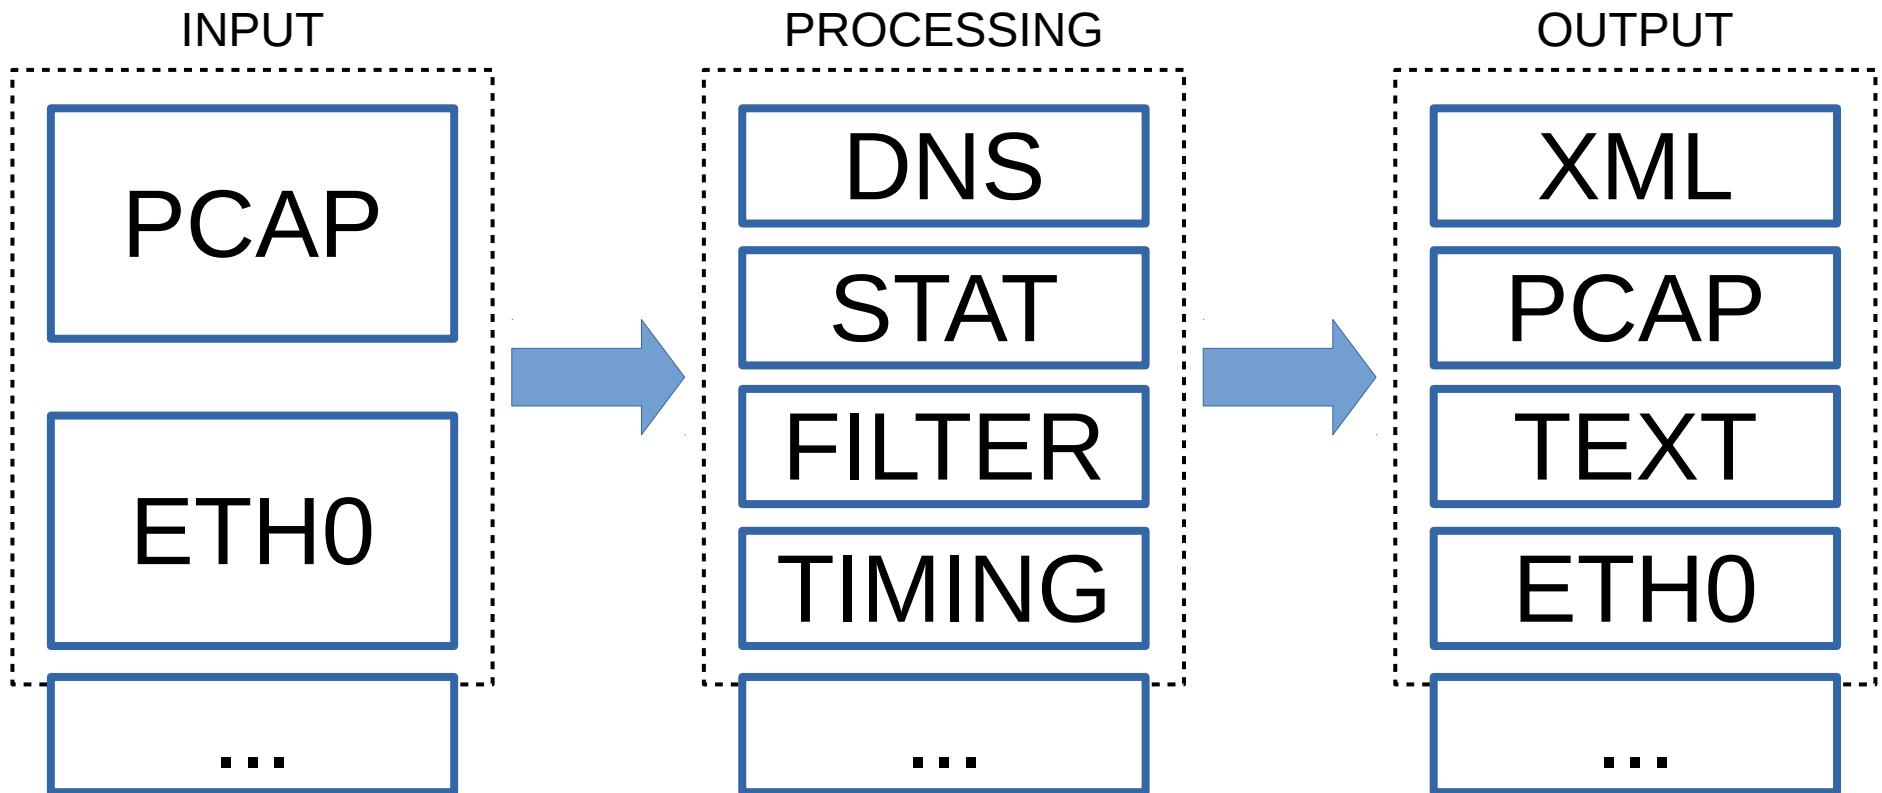 INPUT
PCAP
ETH0
...
PROCESSING
DNS
STAT
FILTER
TIMING
...
OUTPUT
XML
PCAP
TEXT
ETH0
...